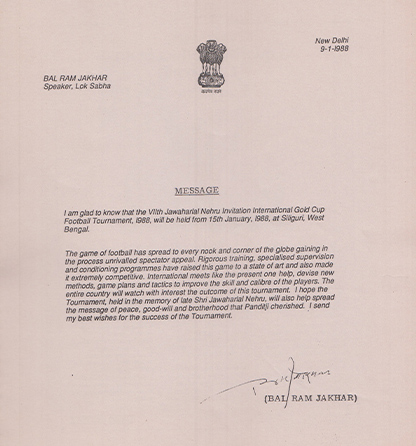 New Delhi
9-1-1988
BAL RAM JAKHAR
Speaker, Lok Sabha
MESSAGE
I am glad to know that the VIIth Jawaharlal Nehru Invitation International Gold Cup
Football Tournament, 1988, will be held from 15th January, 1988, at Siliguri, West
Bengal.
The game of football has spread to every nook and corner of the globe gaining in
the process unrivalled spectator appeal. Rigorous training, specialised supervision
and conditioning programmes have raised this game to a state of art and also made
it extremely competitive. International meets like the present one help, devise new
methods, game plans and tactics to improve the skill and calibre of the players. The
entire country will watch with interest the outcome of this tournament. I hope the
Tournament, held in the memory of late Shri Jawaharlal Nehru, will also help spread
the message of peace, good-will and brotherhood that Panditji cherished. I send
my best wishes for the success of the Tournament.
(BAL RAM JAKHAR)